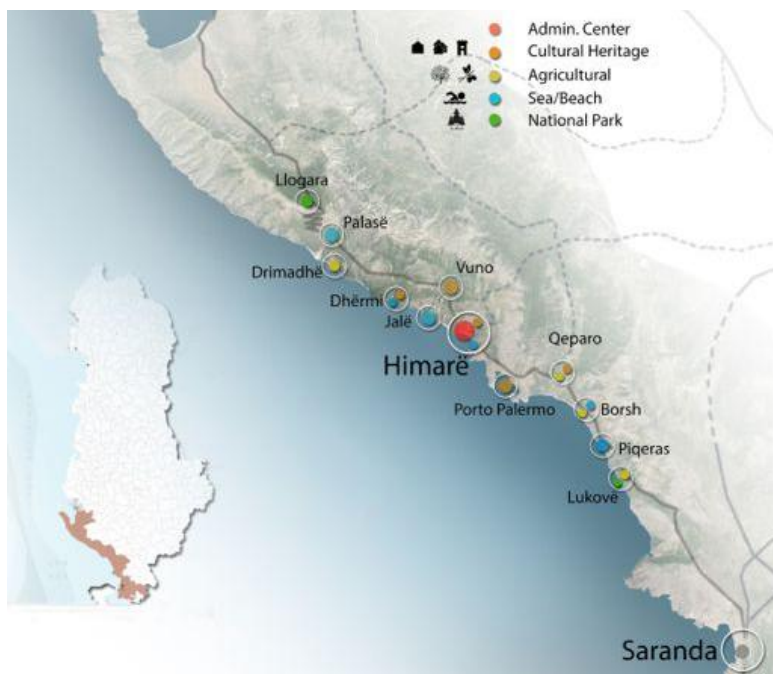 Admin. Center
Cultural Heritage
Agricultural
Sea/Beach
National Park
Llogara
Palasë
Drimadhë
Vuno
Dhërmi
Jalë
Himarë
Qeparo
Porto Palermo
Borsh
Piqeras
Lukovë
Saranda